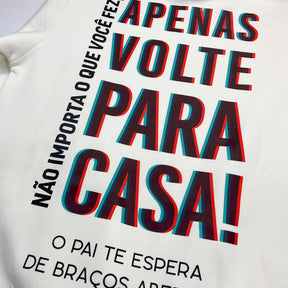 NÃO IMPORTA O QUE VOCÊ FEZ
APENAS
VOLTE
PARA
CASA!
O PAI TE ESPERA
DE BRAÇOS